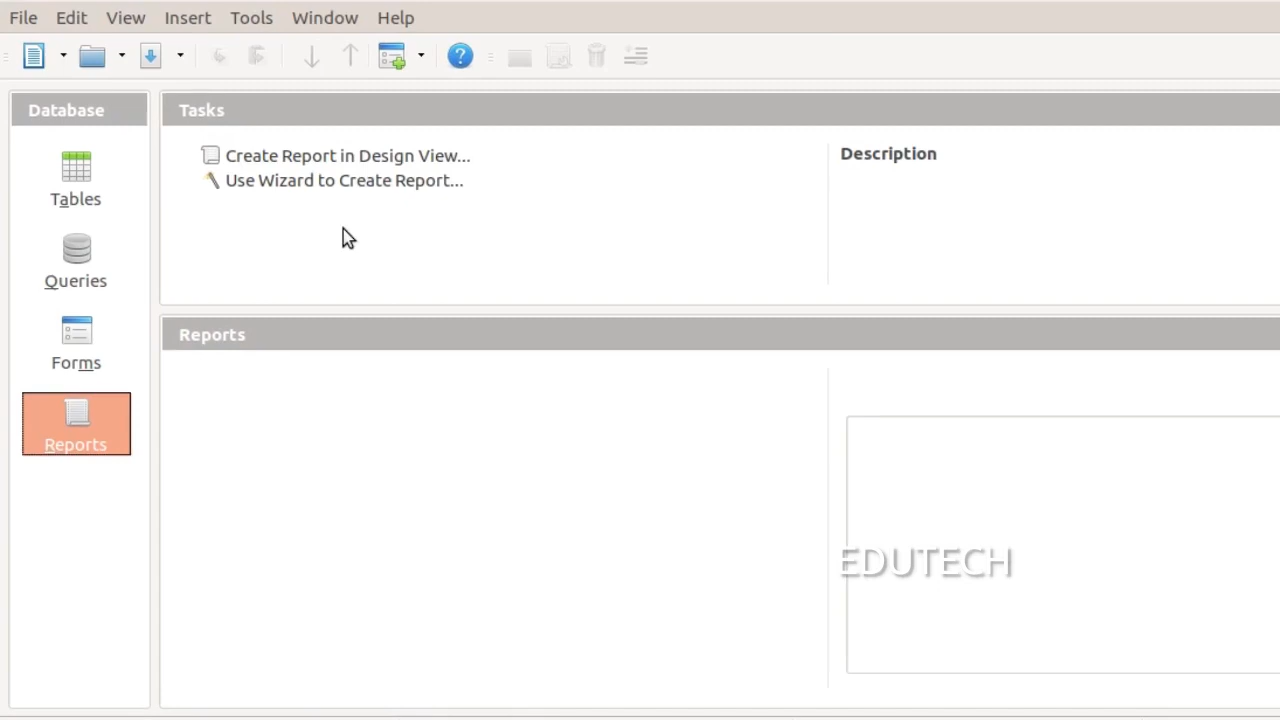 File Edit View Insert Tools Window Help
Database
Tables
Queries
Forms
Reports
Tasks
Create Report in Design View...
Use Wizard to Create Report...
Description
Reports
EDUTECH